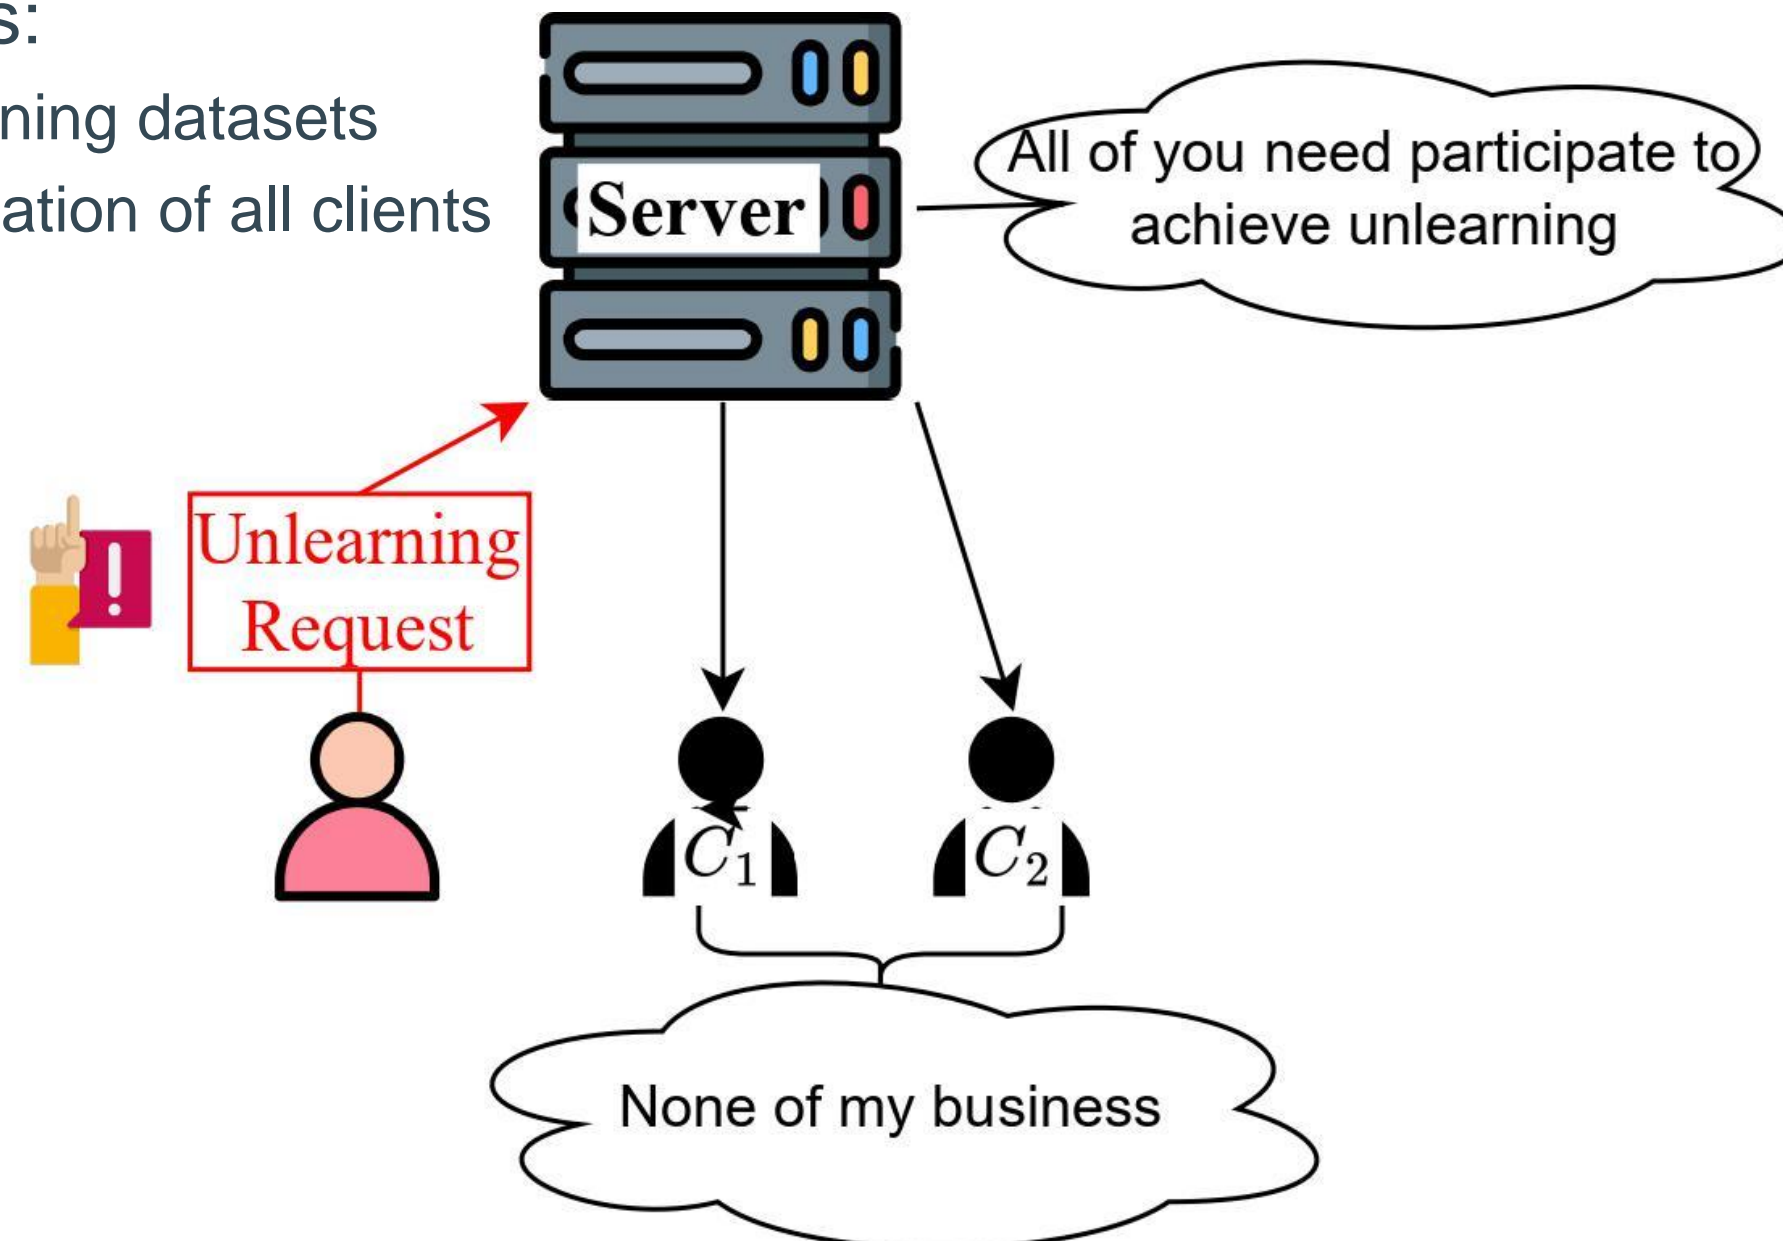 s:
ning datasets
ation of all clients
Server
All of you need participate to
achieve unlearning
Unlearning
Request
C₁
C₂
None of my business